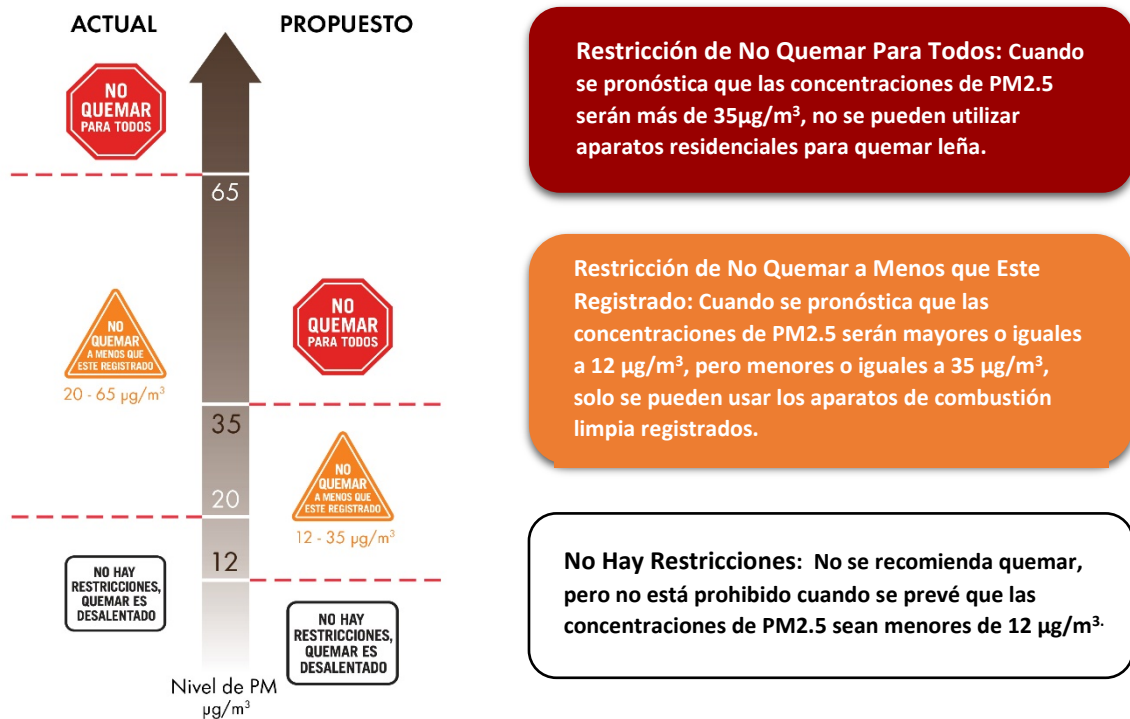 ACTUAL
PROPUESTO
NO
QUEMAR
PARA TODOS
65
NO
QUEMAR
A MENOS QUE
ESTE REGISTRADO
20 - 65 µg/m³
NO
QUEMAR
PARA TODOS
35
20
NO
QUEMAR
A MENOS QUE
ESTE REGISTRADO
12 - 35 µg/m³
12
NO HAY
RESTRICCIONES,
QUEMAR ES
DESALENTADO
NO HAY
RESTRICCIONES,
QUEMAR ES
DESALENTADO
Nivel de PM
µg/m³
Restricción de No Quemar Para Todos: Cuando
se pronóstica que las concentraciones de PM2.5
serán más de 35µg/m³, no se pueden utilizar
aparatos residenciales para quemar leña.
Restricción de No Quemar a Menos que Este
Registrado: Cuando se pronóstica que las
concentraciones de PM2.5 serán mayores o iguales
a 12 µg/m³, pero menores o iguales a 35 µg/m³,
solo se pueden usar los aparatos de combustión
limpia registrados.
No Hay Restricciones: No se recomienda quemar,
pero no está prohibido cuando se prevé que las
concentraciones de PM2.5 sean menores de 12 µg/m³.